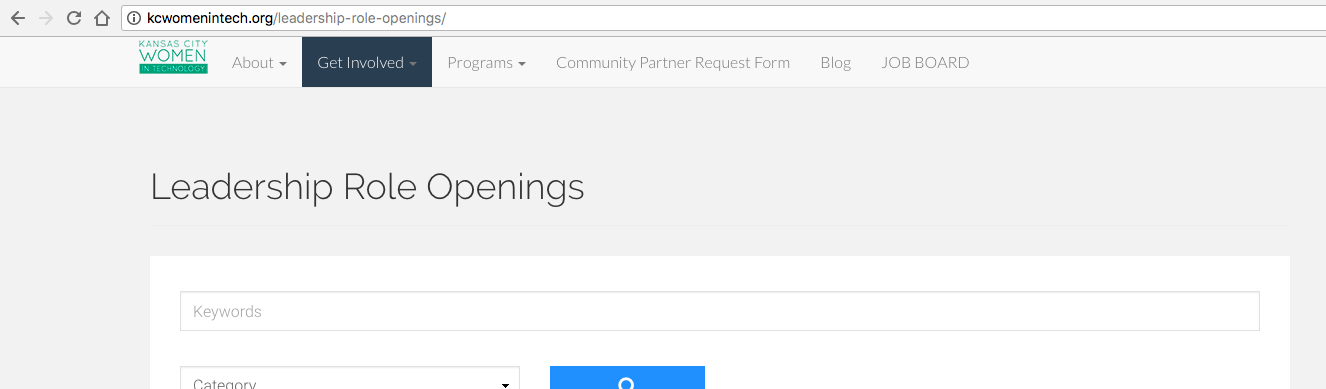 kcwomenintech.org/leadership-role-openings/
KANSAS CITY
WOMEN
IN TECHNOLOGY
About Get Involved Programs Community Partner Request Form Blog JOB BOARD
Leadership Role Openings
Keywords
Category